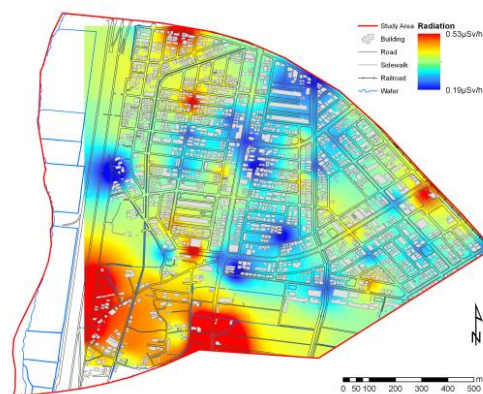 Study Area
Building
Road
Sidewalk
Railroad
Water
Radiation
0.53μSv/h
0.19μSv/h
N
0 50 100 200 300 400 500 m